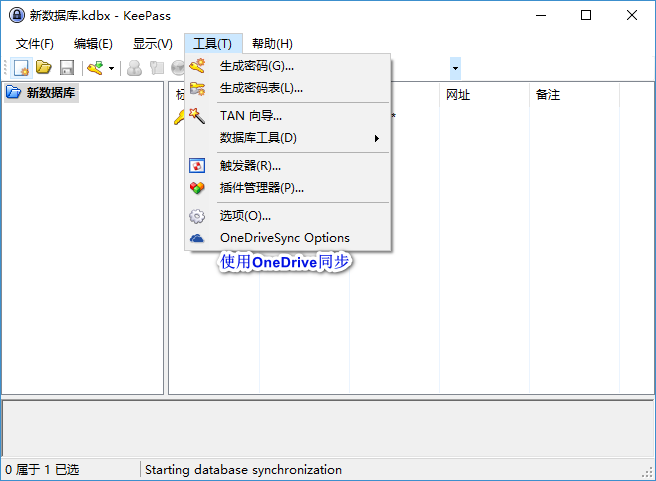 新数据库.kdbx - KeePass
文件(F) 编辑(E) 显示(V) 工具(T) 帮助(H)
新数据库
网址 备注
生成密码(G)...
生成密码表(L)...
TAN 向导...
*
数据库工具(D)
触发器(R)...
插件管理器(P)...
选项(O)...
OneDriveSync Options
使用OneDrive同步
0 属于 1 已选 Starting database synchronization